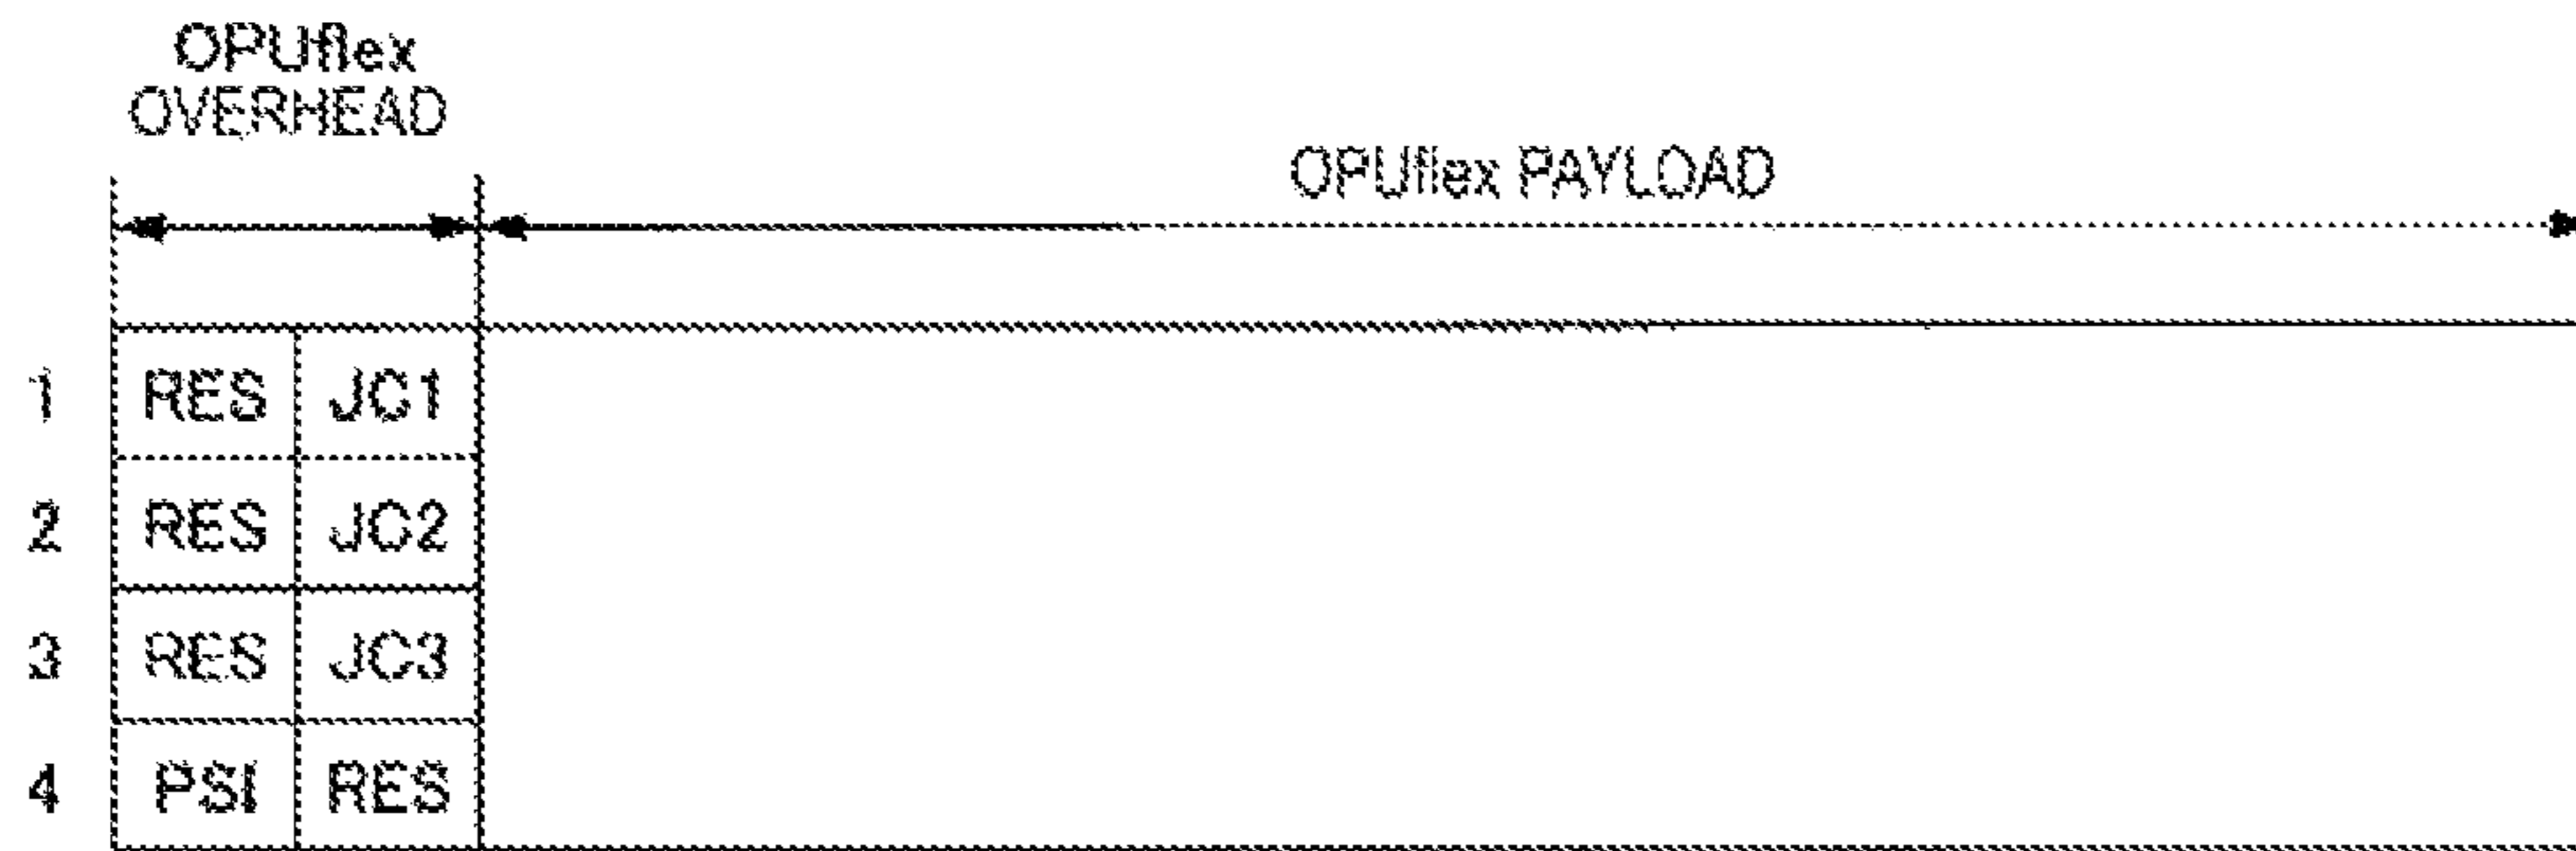 OPUflex
OVERHEAD
OPUflex PAYLOAD
1 RES JC1
2 RES JC2
3 RES JC3
4 PSI RES